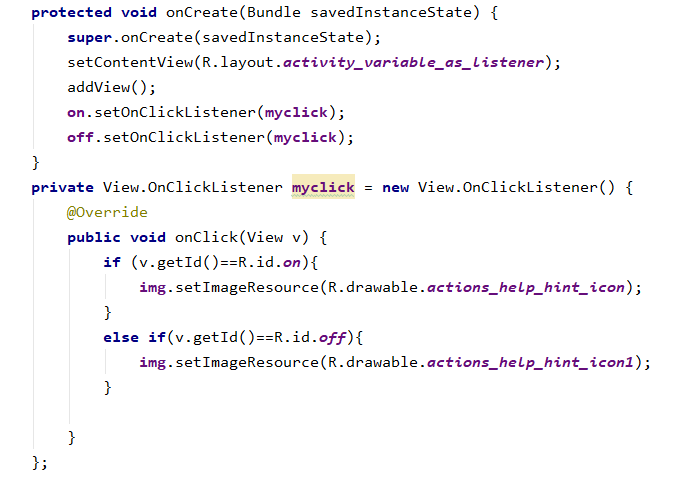 protected void onCreate(Bundle savedInstanceState) {
    super.onCreate(savedInstanceState);
    setContentView(R.layout.activity_variable_as_listener);
    addView();
    on.setOnClickListener(myclick);
    off.setOnClickListener(myclick);
}
private View.OnClickListener myclick = new View.OnClickListener() {
    @Override
    public void onClick(View v) {
        if (v.getId()==R.id.on){
            img.setImageResource(R.drawable.actions_help_hint_icon);
        }
        else if(v.getId()==R.id.off){
            img.setImageResource(R.drawable.actions_help_hint_icon1);
        }

    }
};